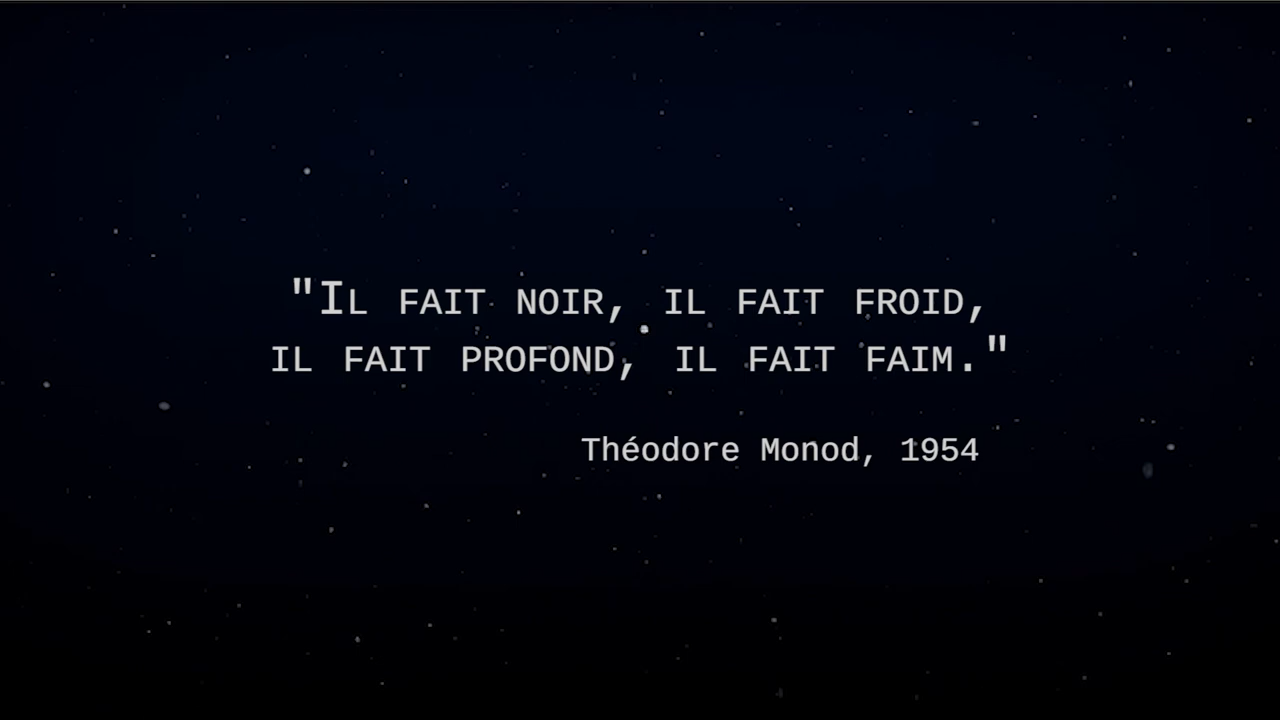 "Il fait noir, il fait froid,
il fait profond, il fait faim."
Théodore Monod, 1954